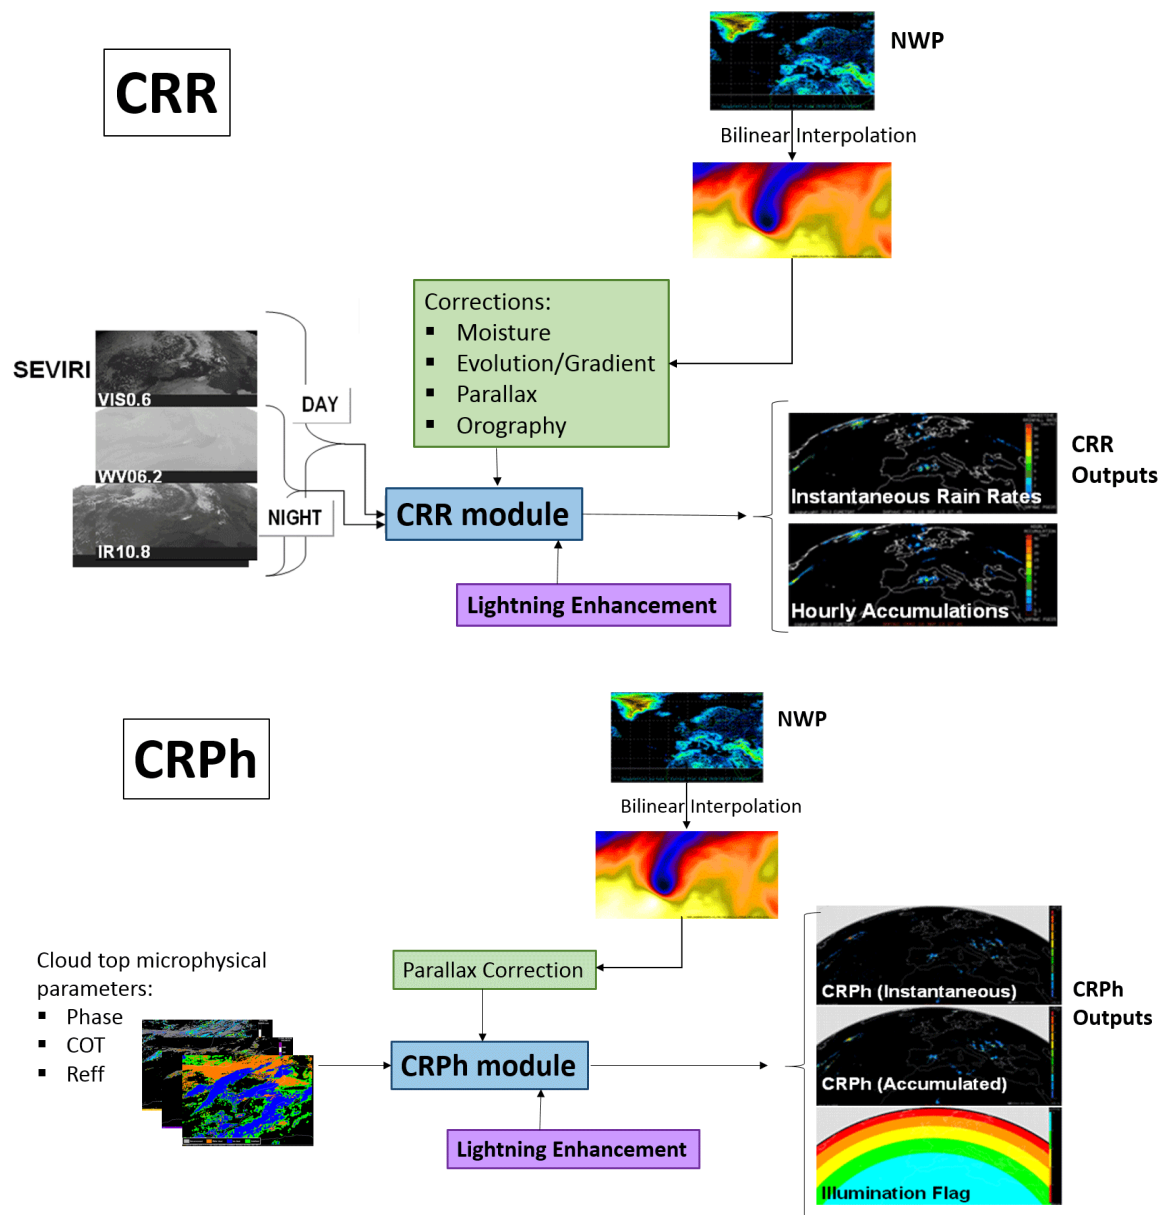 CRR
NWP
Bilinear Interpolation
Corrections:
▪ Moisture
▪ Evolution/Gradient
▪ Parallax
▪ Orography
SEVIRI
VIS0.6
WV06.2
IR10.8
DAY
NIGHT
CRR module
Lightning Enhancement
Instantaneous Rain Rates
Hourly Accumulations
CRR
Outputs
CRPh
NWP
Bilinear Interpolation
Cloud top microphysical
parameters:
▪ Phase
▪ COT
▪ Reff
Parallax Correction
CRPh module
Lightning Enhancement
CRPh (Instantaneous)
CRPh (Accumulated)
Illumination Flag
CRPh
Outputs